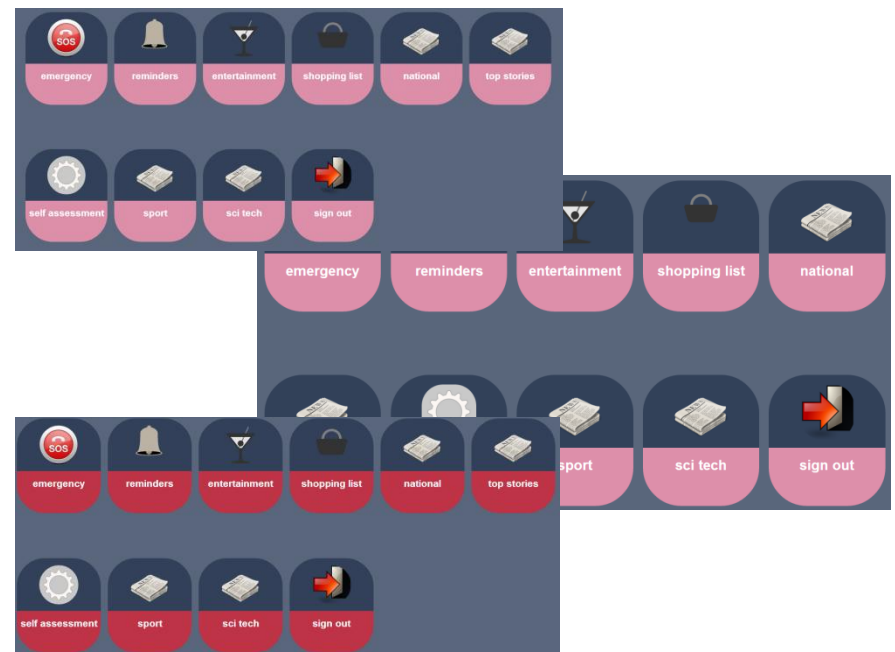 SOS
emergency reminders entertainment shopping list national top stories
self assessment sport sci tech sign out
emergency reminders entertainment shopping list national
NEWS
sport sci tech sign out
SOS
emergency reminders entertainment shopping list national top stories
self assessment sport sci tech sign out